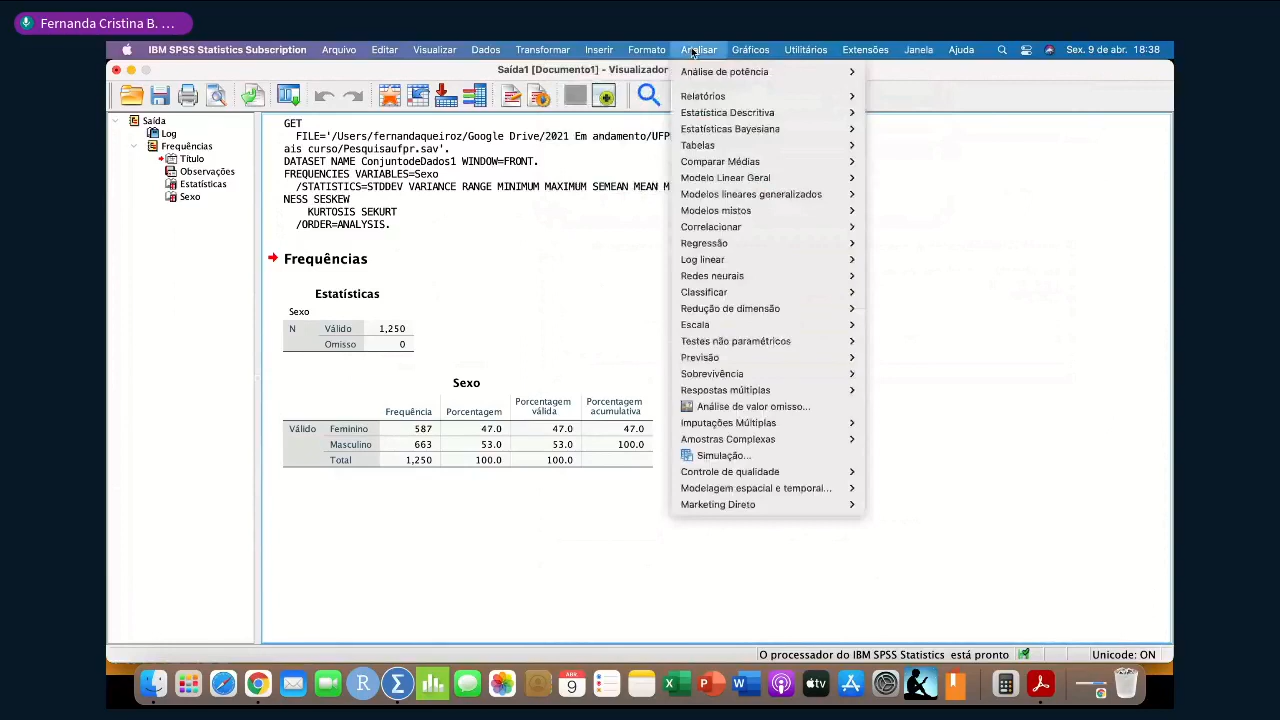 Fernanda Cristina B. ...
IBM SPSS Statistics Subscription Arquivo Editar Visualizar Dados Transformar Inserir Formato Analisar Gráficos Utilitários Extensões Janela Ajuda Sex. 9 de abr. 18:38
Saída1 [Documento1] - Visualizador
Saída
Log
Frequências
Título
Observações
Estatísticas
Sexo
GET
FILE='/Users/fernandaqueiroz/Google Drive/2021 Em andamento/UFP
ais curso/Pesquisaufpr.sav'.
DATASET NAME ConjuntodeDados1 WINDOW=FRONT.
FREQUENCIES VARIABLES=Sexo
/STATISTICS=STDDEV VARIANCE RANGE MINIMUM MAXIMUM SEMEAN MEAN M
NESS SESKEW
KURTOSIS SEKURT
/ORDER=ANALYSIS.
Frequências
Estatísticas
Sexo
N Válido 1,250
Omisso 0
Sexo
Frequência Porcentagem Porcentagem válida Porcentagem acumulativa
Válido Feminino 587 47.0 47.0 47.0
Masculino 663 53.0 53.0 100.0
Total 1,250 100.0 100.0
Análise de potência
Relatórios
Estatística Descritiva
Estatísticas Bayesiana
Tabelas
Comparar Médias
Modelo Linear Geral
Modelos lineares generalizados
Modelos mistos
Correlacionar
Regressão
Log linear
Redes neurais
Classificar
Redução de dimensão
Escala
Testes não paramétricos
Previsão
Sobrevivência
Respostas múltiplas
Análise de valor omisso...
Imputações Múltiplas
Amostras Complexas
Simulação...
Controle de qualidade
Modelagem espacial e temporal...
Marketing Direto
O processador do IBM SPSS Statistics está pronto Unicode: ON
R Σ ABR 9 X P W tv